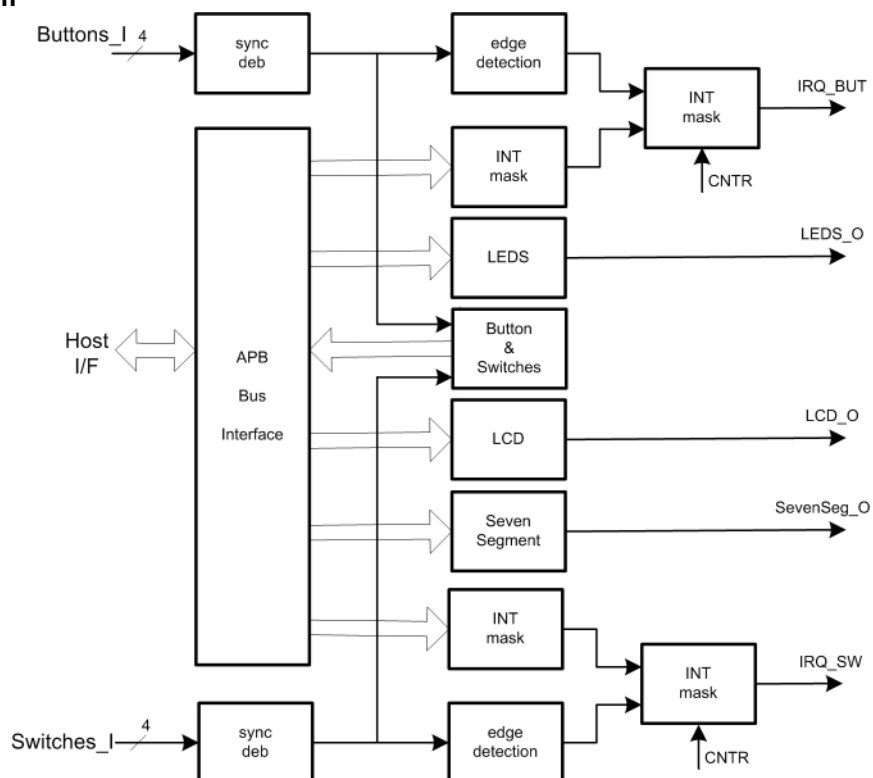 Buttons_I
4
sync
deb
edge
detection
INT
mask
IRQ_BUT
CNTR
INT
mask
LEDS
LEDS_O
Host
I/F
APB
Bus
Interface
Button
&
Switches
LCD
LCD_O
Seven
Segment
SevenSeg_O
INT
mask
INT
mask
IRQ_SW
CNTR
Switches_I
4
sync
deb
edge
detection